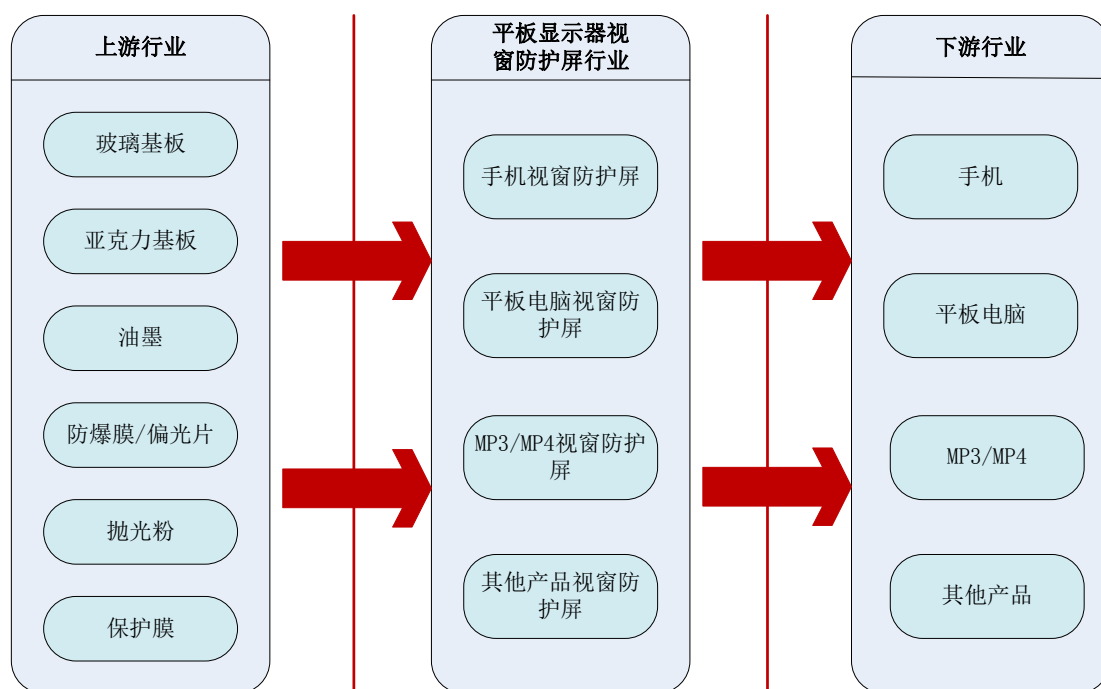 上游行业
玻璃基板
亚克力基板
油墨
防爆膜/偏光片
抛光粉
保护膜
平板显示器视
窗防护屏行业
手机视窗防护屏
平板电脑视窗防
护屏
MP3/MP4视窗防护
屏
其他产品视窗防
护屏
下游行业
手机
平板电脑
MP3/MP4
其他产品